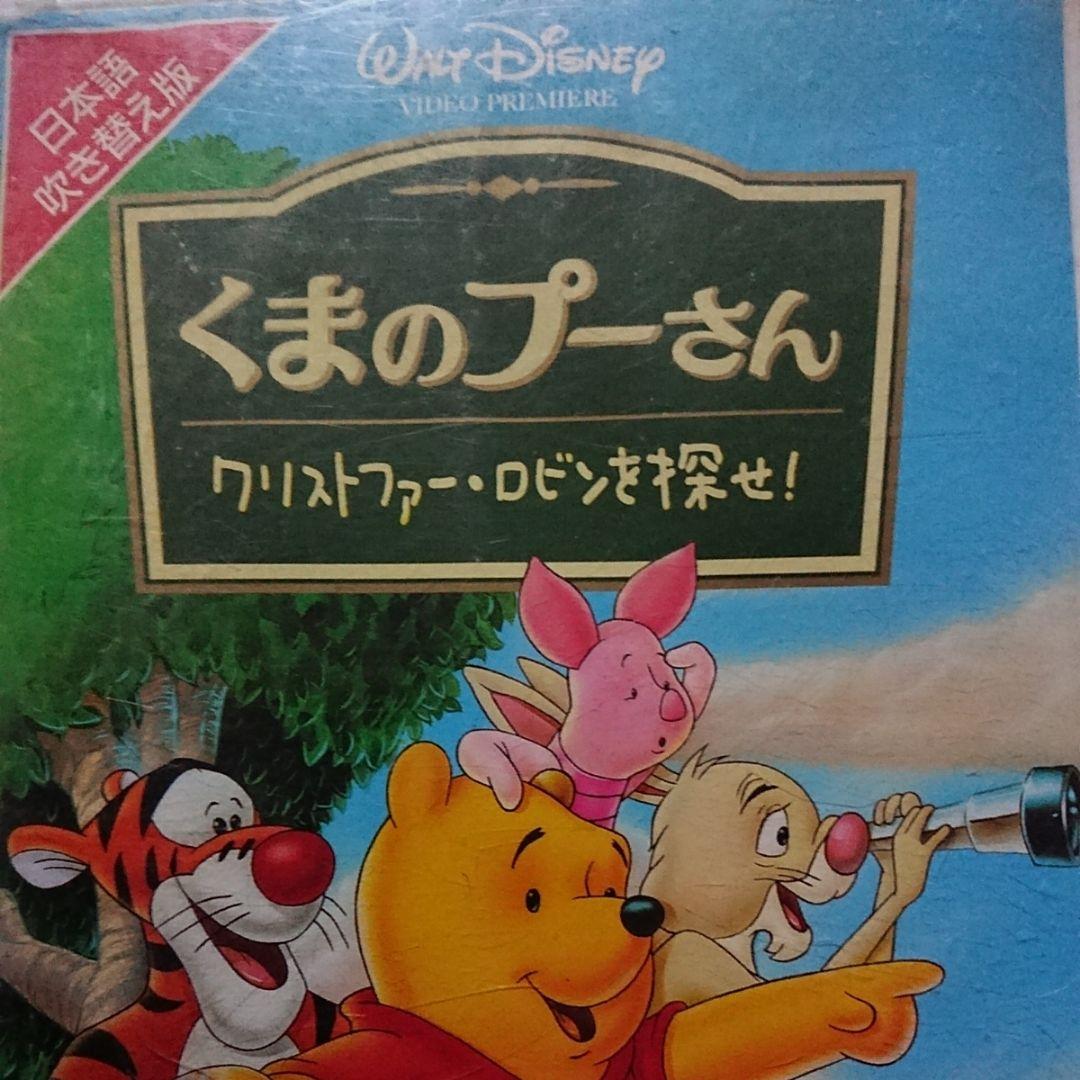 日本語
吹き替え版
WALT DISNEY
VIDEO PREMIERE
くまのプーさん
クリストファー・ロビンを探せ!